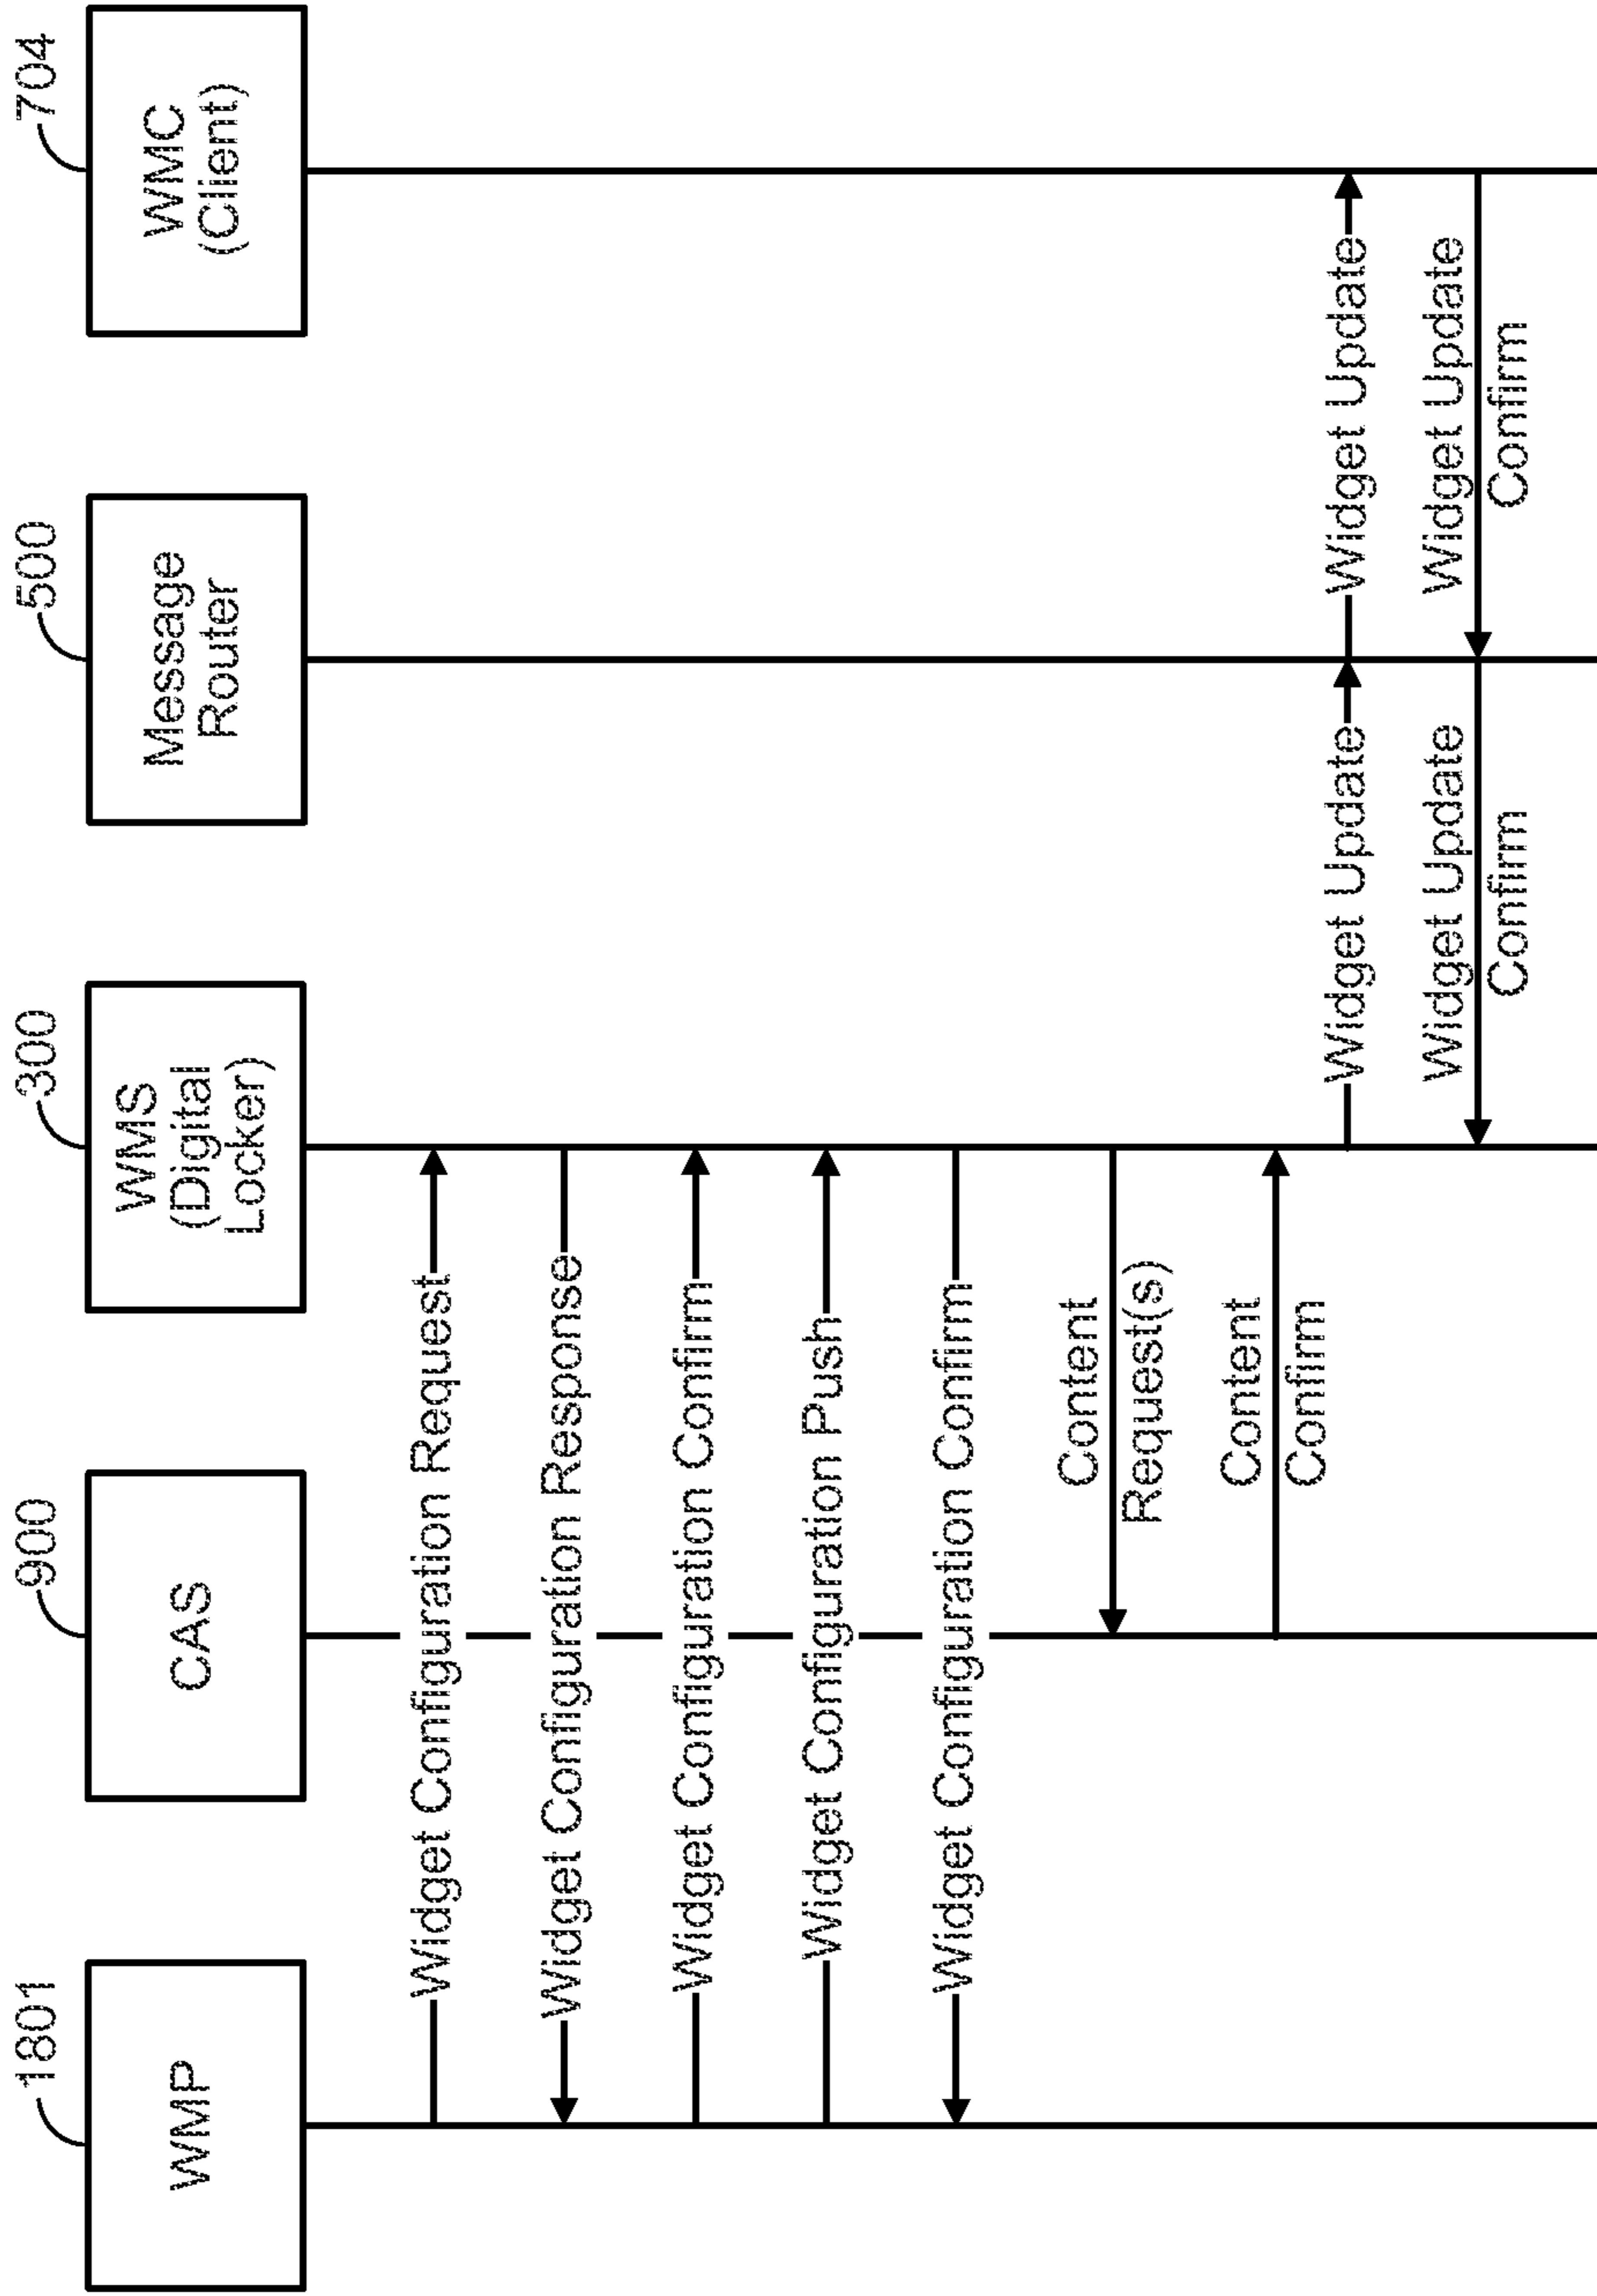 1801
900
300
500
704
WMP
CAS
WMS
(Digital
Locker)
Message
Router
WMC
(Client)
Widget Configuration Request
Widget Configuration Response
Widget Configuration Confirm
Widget Configuration Push
Widget Configuration Confirm
Content
Request(s)
Content
Confirm
Widget Update
Widget Update
Widget Update
Confirm
Widget Update
Confirm